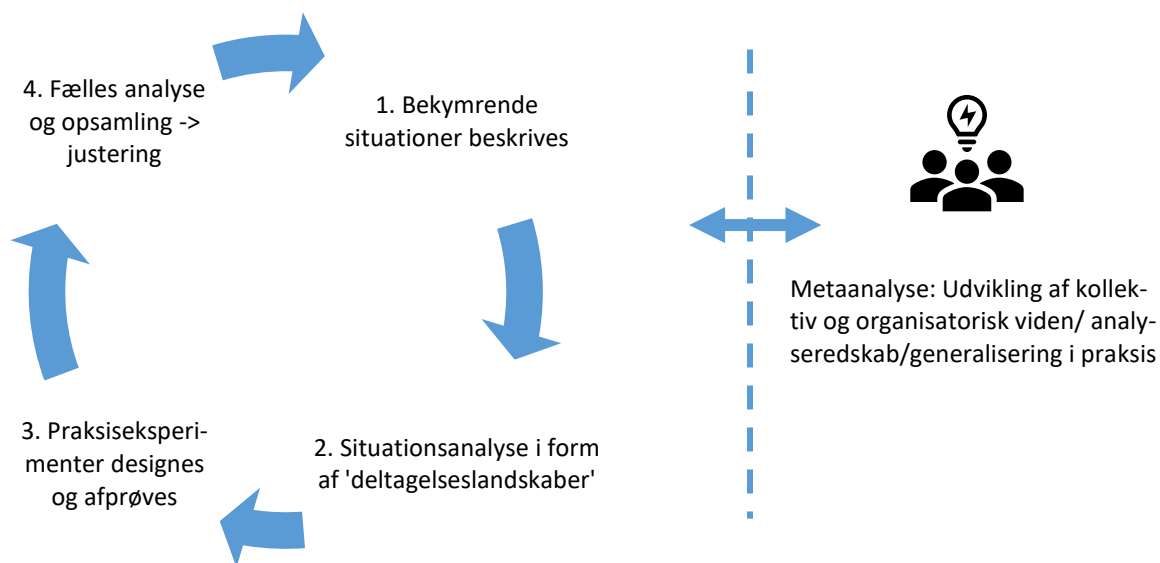 1. Bekymrende
situationer beskrives
2. Situationsanalyse i form
af 'deltagelseslandskaber'
3. Praksiseksperi-
menter designes
og afprøves
4. Fælles analyse
og opsamling ->
justering
Metaanalyse: Udvikling af kollek-
tiv og organisatorisk viden/ analy-
seredskab/generalisering i praksis